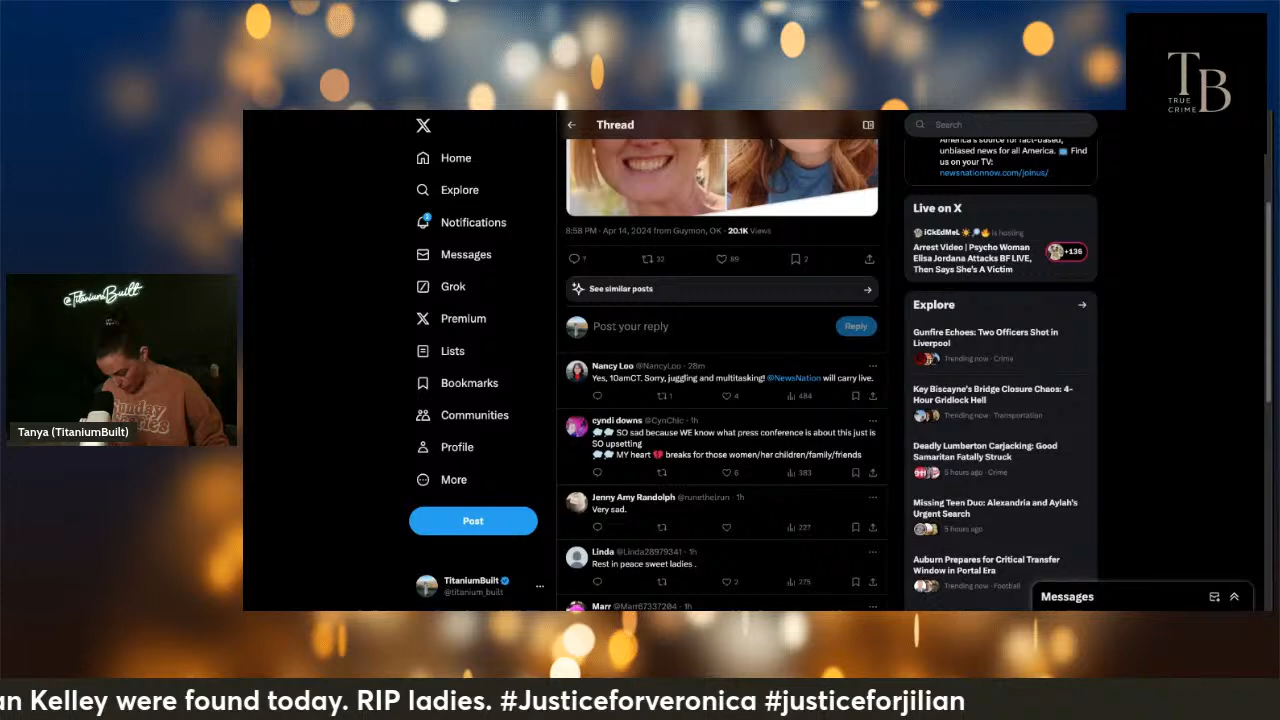 TB
TRUE
CRIME
Home
Explore
Notifications
Messages
Grok
Premium
Lists
Bookmarks
Communities
Profile
More
Post
TitaniumBuilt
@titanium_built
Thread
8:58 PM · Apr 14, 2024 from Guymon, OK · 20.1K Views
7 32 89 2
See similar posts
Post your reply
Reply
Nancy Loo @NancyLoo · 28m
Yes, 10amCT. Sorry, juggling and multitasking! @NewsNation will carry live.
1 4 484
cyndi downs @CynChic · 1h
SO sad because WE know what press conference is about this just is
SO upsetting
MY heart 💔 breaks for those women/her children/family/friends
6 383
Jenny Amy Randolph @runethelrun · 1h
Very sad.
227
Linda @Linda28979341 · 1h
Rest in peace sweet ladies .
2 275
Marr @Marr67337204 · 1h
Search
America's source for fact-based,
unbiased news for all America. Find
us on your TV:
newsnationnow.com/joinus/
Live on X
iCkEdMeL is hosting
Arrest Video | Psycho Woman
Elisa Jordana Attacks BF LIVE,
Then Says She's A Victim
+136
Explore
Gunfire Echoes: Two Officers Shot in
Liverpool
Trending now · Crime
Key Biscayne's Bridge Closure Chaos: 4-
Hour Gridlock Hell
Trending now · Transportation
Deadly Lumberton Carjacking: Good
Samaritan Fatally Struck
5 hours ago · Crime
Missing Teen Duo: Alexandria and Aylah's
Urgent Search
5 hours ago
Auburn Prepares for Critical Transfer
Window in Portal Era
Trending now · Football
Messages
@TitaniumBuilt
Sunday
Tanya (TitaniumBuilt)
an Kelley were found today. RIP ladies. #Justiceforveronica #justiceforjilian